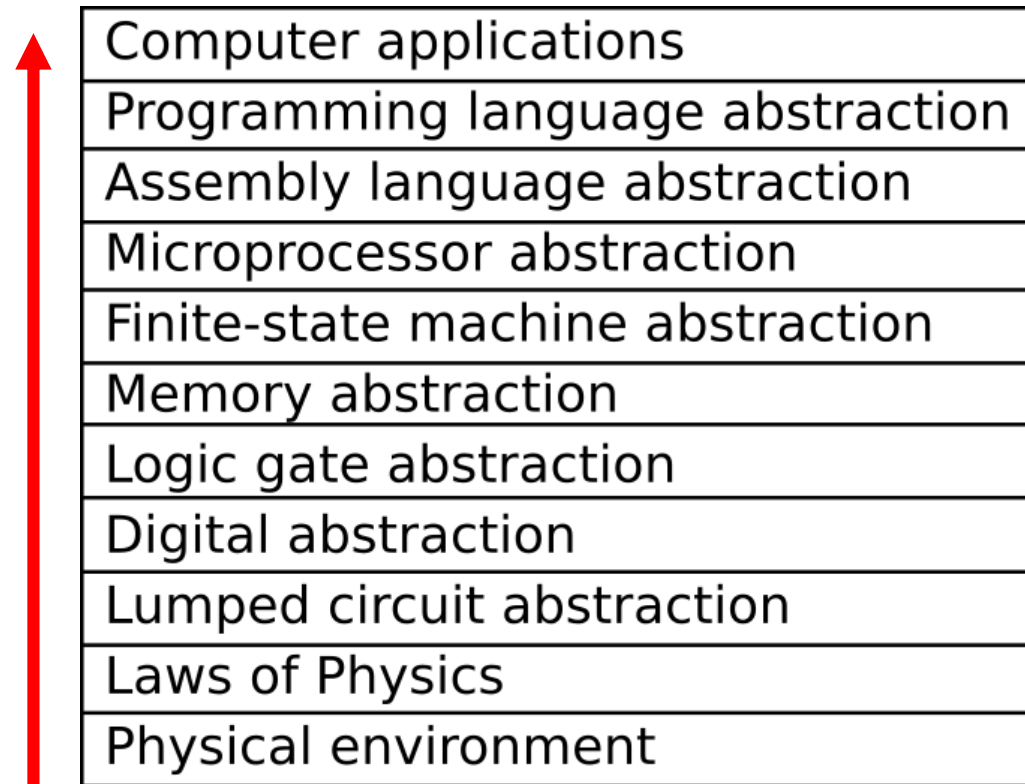 Computer applications
Programming language abstraction
Assembly language abstraction
Microprocessor abstraction
Finite-state machine abstraction
Memory abstraction
Logic gate abstraction
Digital abstraction
Lumped circuit abstraction
Laws of Physics
Physical environment